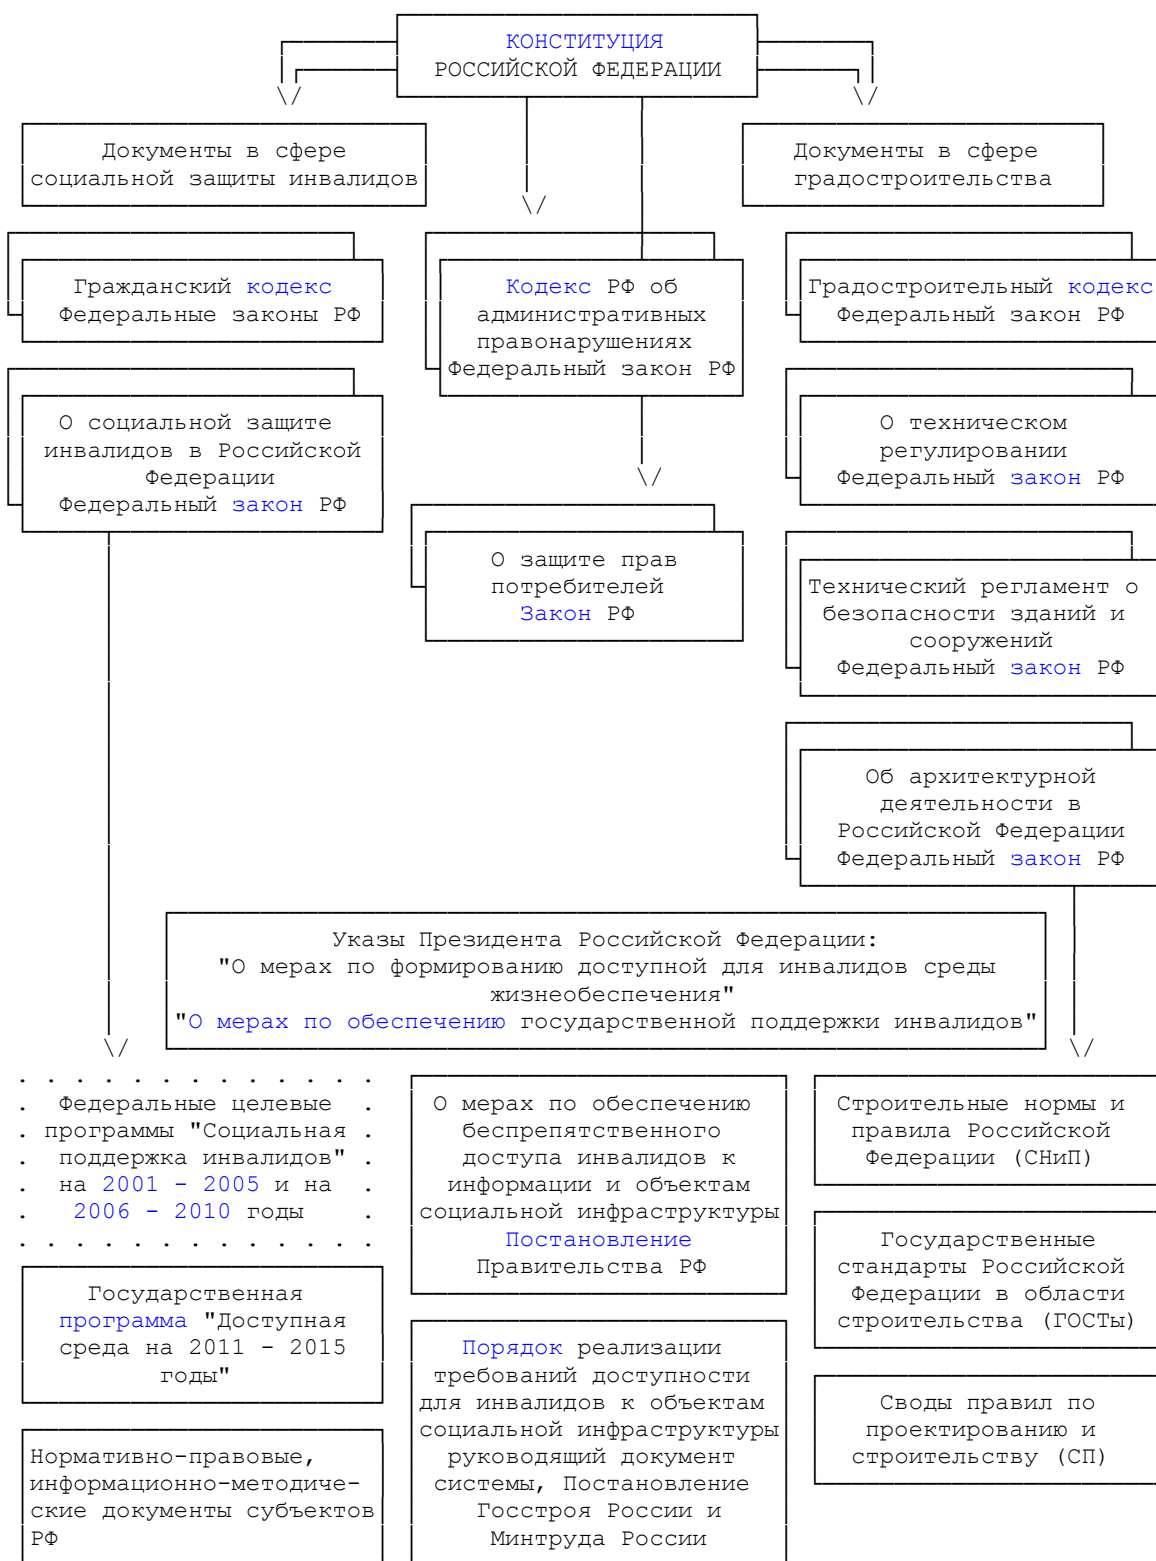 КОНСТИТУЦИЯ
РОССИЙСКОЙ ФЕДЕРАЦИИ
Документы в сфере
социальной защиты инвалидов
Документы в сфере
градостроительства
Гражданский кодекс
Федеральные законы РФ
Кодекс РФ об
административных
правонарушениях
Федеральный закон РФ
Градостроительный кодекс
Федеральный закон РФ
О социальной защите
инвалидов в Российской
Федерации
Федеральный закон РФ
О техническом
регулировании
Федеральный закон РФ
О защите прав
потребителей
Закон РФ
Технический регламент о
безопасности зданий и
сооружений
Федеральный закон РФ
Об архитектурной
деятельности в
Российской Федерации
Федеральный закон РФ
Указы Президента Российской Федерации:
"О мерах по формированию доступной для инвалидов среды
жизнеобеспечения"
"О мерах по обеспечению государственной поддержки инвалидов"
Федеральные целевые
программы "Социальная
поддержка инвалидов"
на 2001 - 2005 и на
2006 - 2010 годы
О мерах по обеспечению
беспрепятственного
доступа инвалидов к
информации и объектам
социальной инфраструктуры
Постановление
Правительства РФ
Строительные нормы и
правила Российской
Федерации (СНиП)
Государственные
стандарты Российской
Федерации в области
строительства (ГОСТы)
Государственная
программа "Доступная
среда на 2011 - 2015
годы"
Порядок реализации
требований доступности
для инвалидов к объектам
социальной инфраструктуры
руководящий документ
системы, Постановление
Госстроя России и
Минтруда России
Своды правил по
проектированию и
строительству (СП)
Нормативно-правовые,
информационно-методиче-
ские документы субъектов
РФ